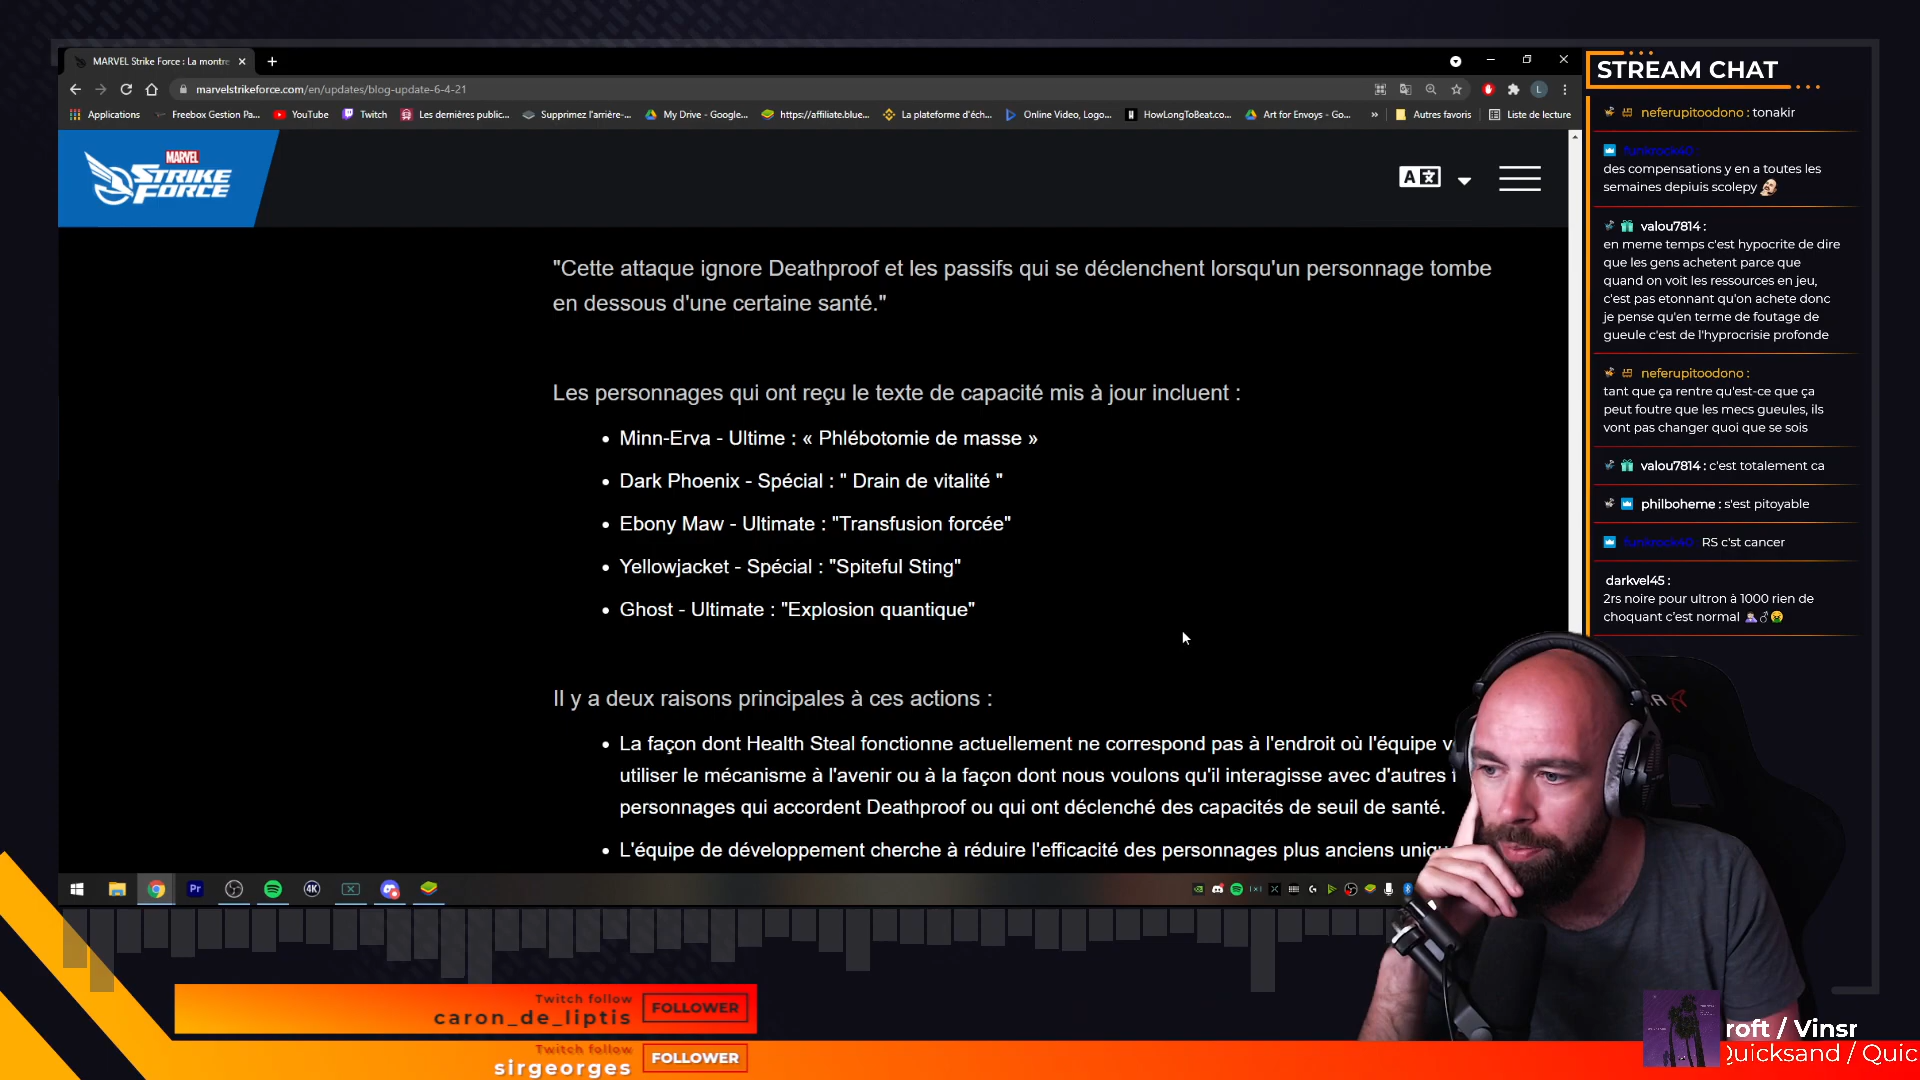 MARVEL Strike Force : La montre
marvelstrikeforce.com/en/updates/blog-update-6-4-21
Applications
Freebox Gestion Pa...
YouTube
Twitch
Les dernières public...
Supprimez l'arrière-...
My Drive - Google...
https://affiliate.blue...
La plateforme d'éch...
Online Video, Logo...
HowLongToBeat.co...
Art for Envoys - Go...
»
Autres favoris
Liste de lecture
MARVEL
STRIKE
FORCE
"Cette attaque ignore Deathproof et les passifs qui se déclenchent lorsqu'un personnage tombe
en dessous d'une certaine santé."
Les personnages qui ont reçu le texte de capacité mis à jour incluent :
• Minn-Erva - Ultime : « Phlébotomie de masse »
• Dark Phoenix - Spécial : " Drain de vitalité "
• Ebony Maw - Ultimate : "Transfusion forcée"
• Yellowjacket - Spécial : "Spiteful Sting"
• Ghost - Ultimate : "Explosion quantique"
Il y a deux raisons principales à ces actions :
• La façon dont Health Steal fonctionne actuellement ne correspond pas à l'endroit où l'équipe v
utiliser le mécanisme à l'avenir ou à la façon dont nous voulons qu'il interagisse avec d'autres
personnages qui accordent Deathproof ou qui ont déclenché des capacités de seuil de santé.
• L'équipe de développement cherche à réduire l'efficacité des personnages plus anciens uniq
STREAM CHAT
neferupitoodono : tonakir
funkrock40 :
des compensations y en a toutes les
semaines depiuis scolepy
valou7814 :
en meme temps c'est hypocrite de dire
que les gens achetent parce que
quand on voit les ressources en jeu,
c'est pas etonnant qu'on achete donc
je pense qu'en terme de foutage de
gueule c'est de l'hyprocrisie profonde
neferupitoodono :
tant que ça rentre qu'est-ce que ça
peut foutre que les mecs gueules, ils
vont pas changer quoi que se sois
valou7814 : c'est totalement ca
philboheme : s'est pitoyable
funkrock40 RS c'st cancer
darkvel45 :
2rs noire pour ultron à 1000 rien de
choquant c'est normal
Twitch follow
caron_de_liptis
FOLLOWER
Twitch follow
sirgeorges
FOLLOWER
roft / Vinsr
Quicksand / Quic